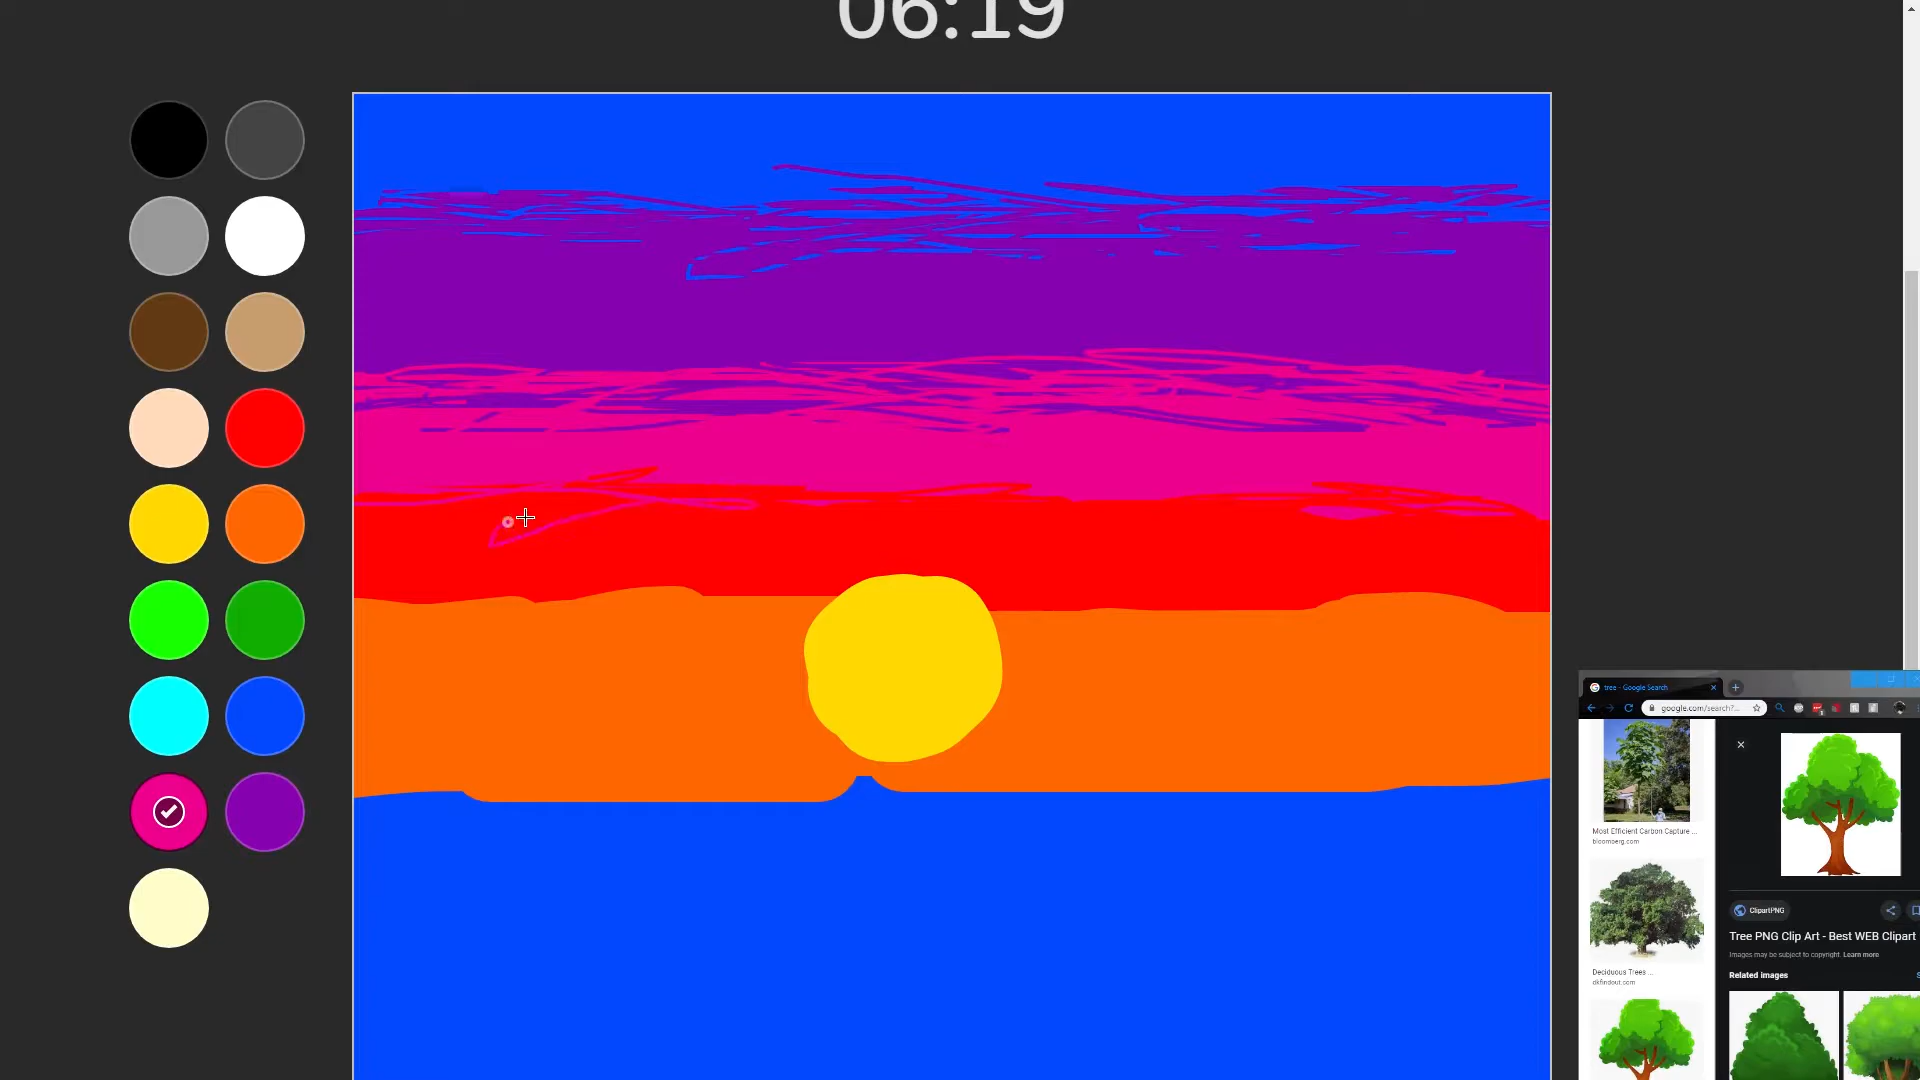 06:19
tree - Google Search
google.com/search?...
Most Efficient Carbon Capture ...
bloomberg.com
Deciduous Trees ...
dkfindout.com
ClipartPNG
Tree PNG Clip Art - Best WEB Clipart
Images may be subject to copyright. Learn more
Related images